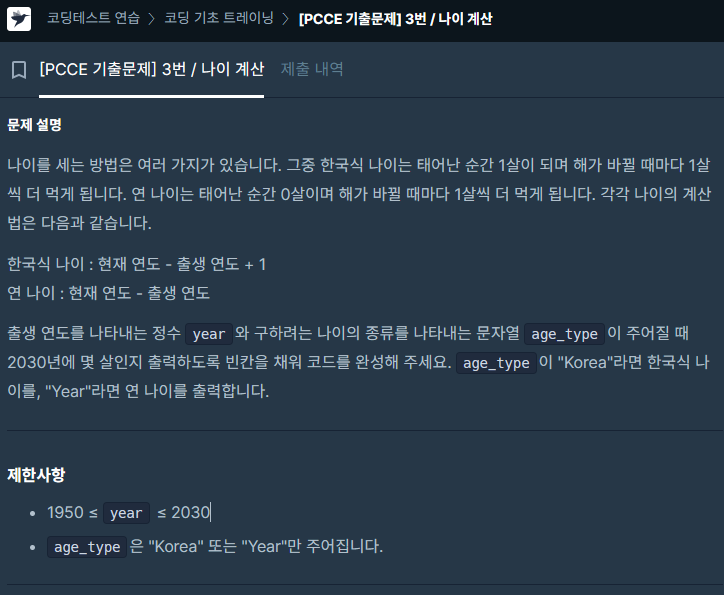 코딩테스트 연습 > 코딩 기초 트레이닝 > [PCCE 기출문제] 3번 / 나이 계산
[PCCE 기출문제] 3번 / 나이 계산 제출 내역
문제 설명
나이를 세는 방법은 여러 가지가 있습니다. 그중 한국식 나이는 태어난 순간 1살이 되며 해가 바뀔 때마다 1살
씩 더 먹게 됩니다. 연 나이는 태어난 순간 0살이며 해가 바뀔 때마다 1살씩 더 먹게 됩니다. 각각 나이의 계산
법은 다음과 같습니다.
한국식 나이 : 현재 연도 - 출생 연도 + 1
연 나이 : 현재 연도 - 출생 연도
출생 연도를 나타내는 정수 year 와 구하려는 나이의 종류를 나타내는 문자열 age_type 이 주어질 때
2030년에 몇 살인지 출력하도록 빈칸을 채워 코드를 완성해 주세요. age_type 이 "Korea"라면 한국식 나
이를, "Year"라면 연 나이를 출력합니다.
제한사항
• 1950 ≤ year ≤ 2030
• age_type 은 "Korea" 또는 "Year"만 주어집니다.